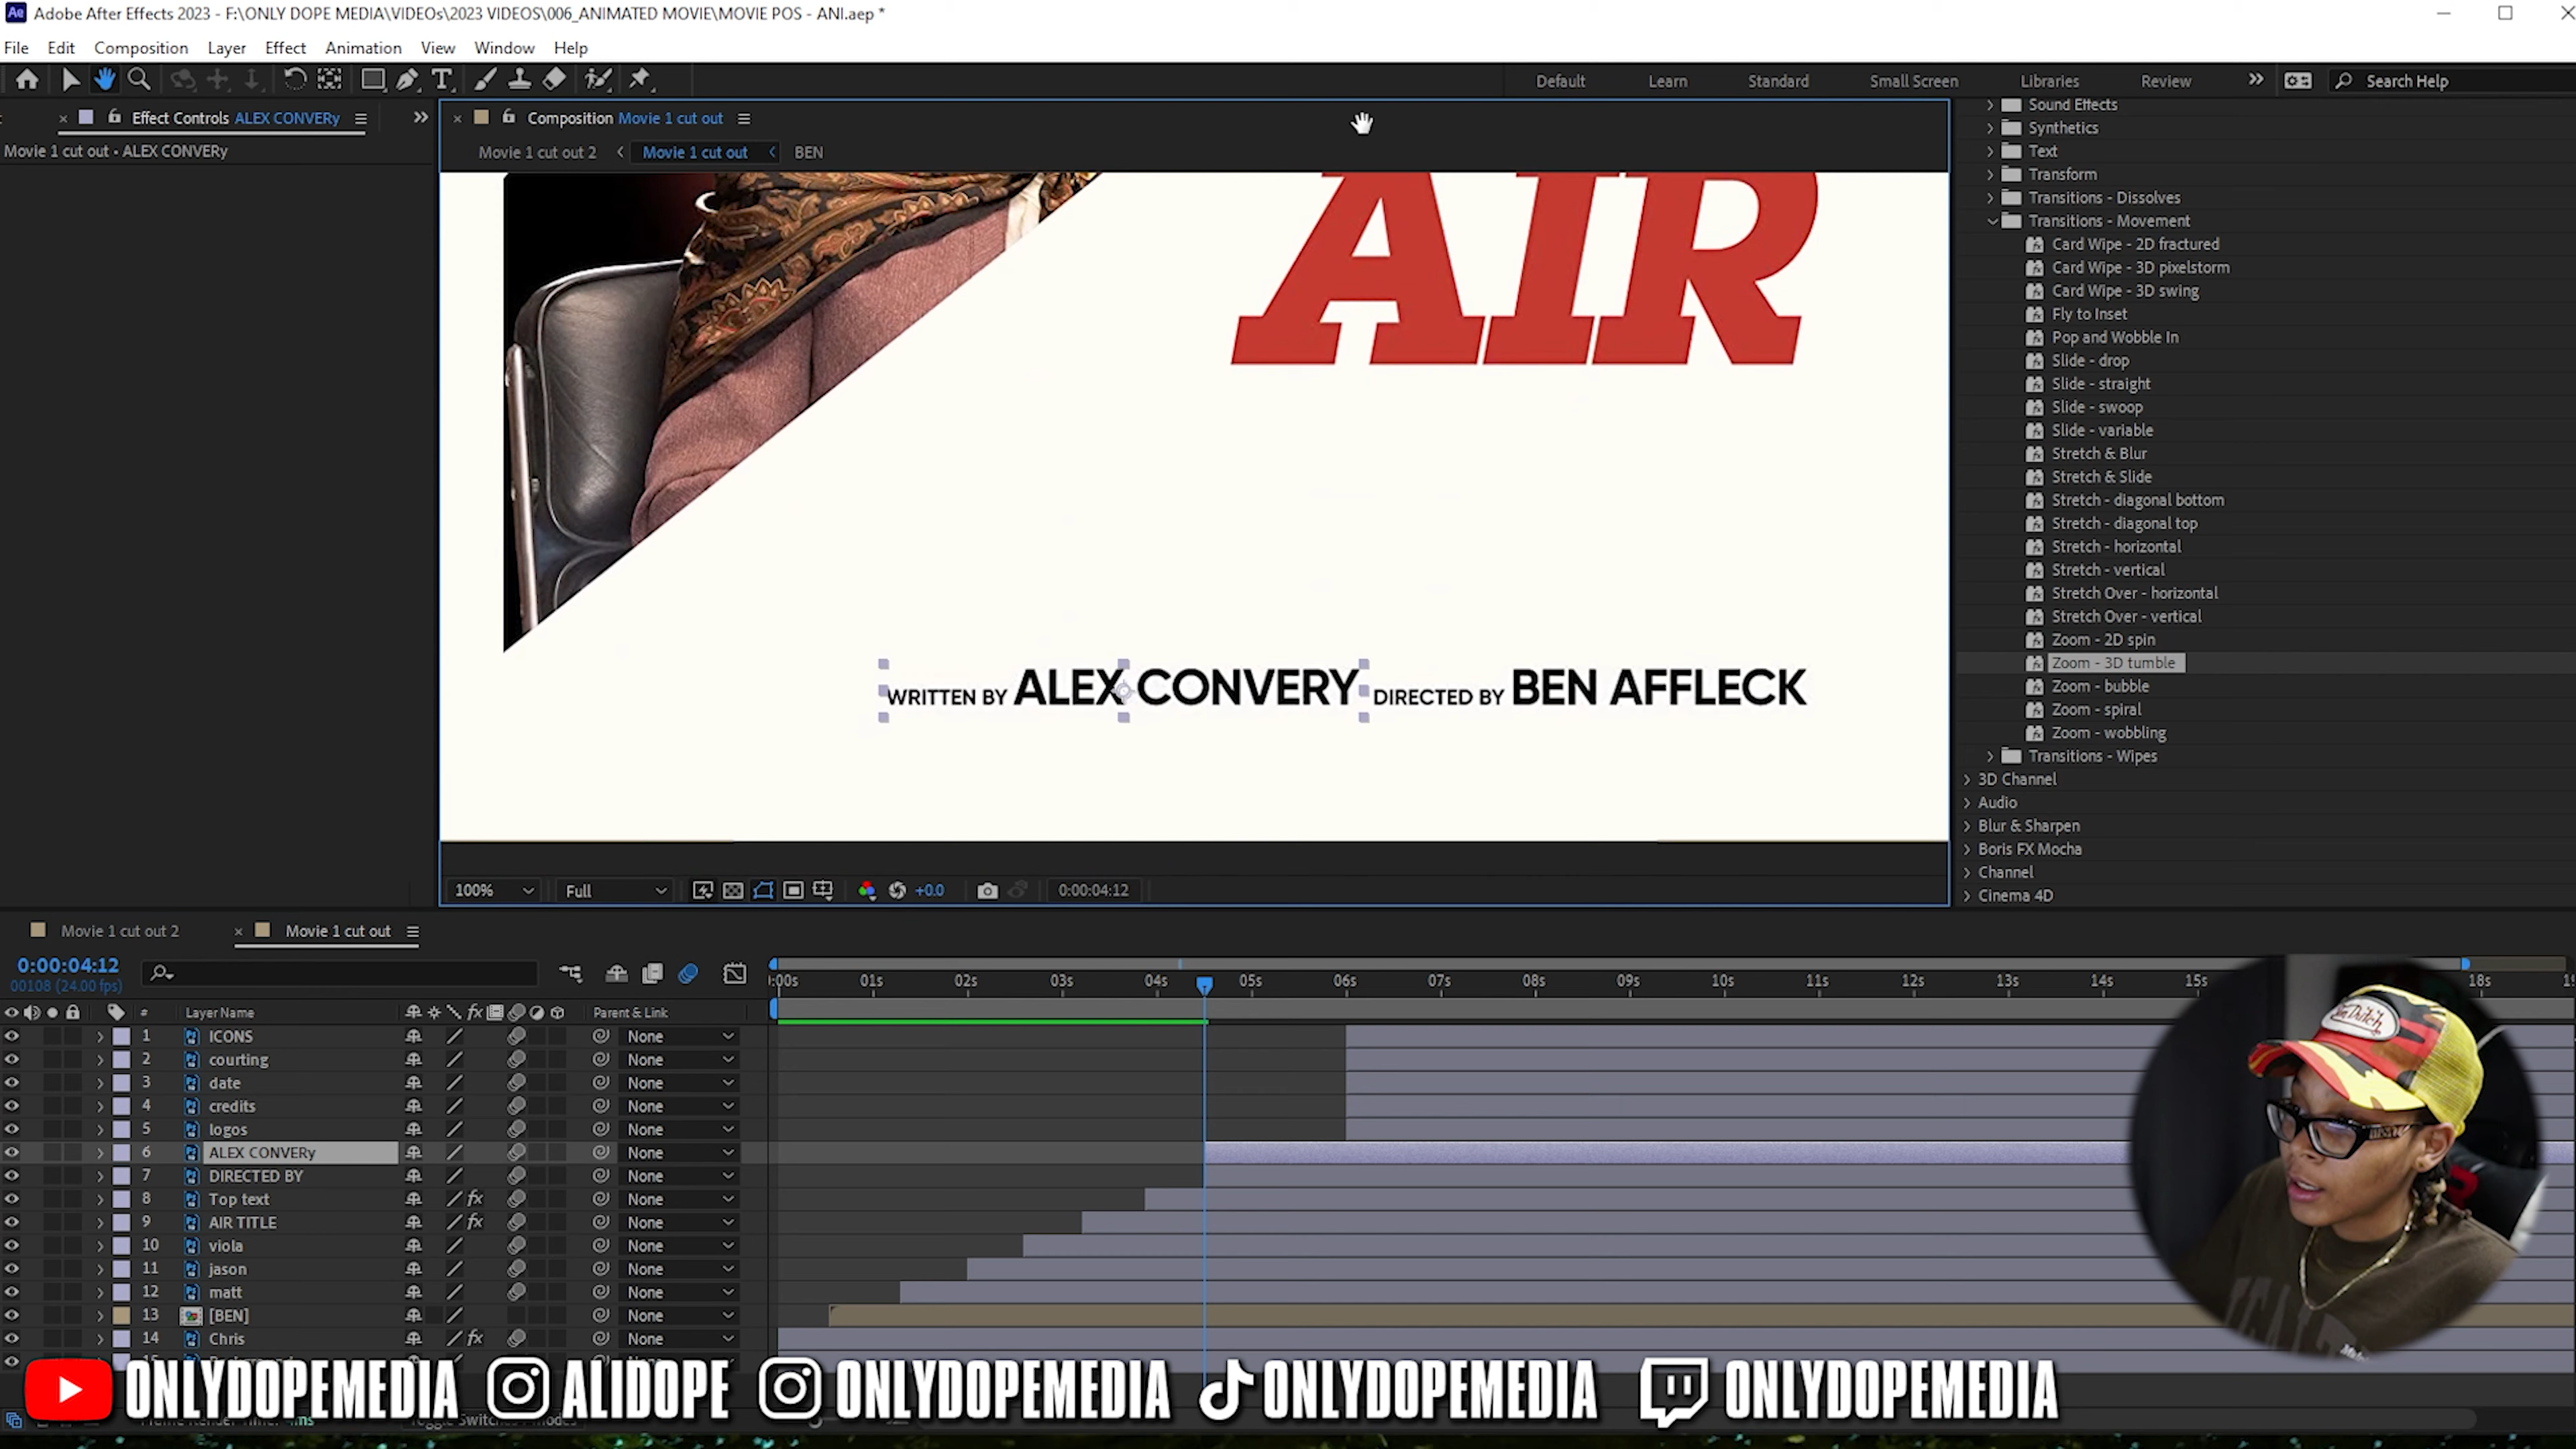 Ae Adobe After Effects 2023 - F:\ONLY DOPE MEDIA\VIDEOs\2023 VIDEOS\006_ANIMATED MOVIE\MOVIE POS - ANI.aep *
File Edit Composition Layer Effect Animation View Window Help
Default Learn Standard Small Screen Libraries Review Search Help
Effect Controls ALEX CONVERy
Movie 1 cut out • ALEX CONVERy
Composition Movie 1 cut out
Movie 1 cut out 2 Movie 1 cut out BEN
AIR
WRITTEN BY ALEX CONVERY DIRECTED BY BEN AFFLECK
100% Full +0.0 0:00:04:12
Sound Effects
Synthetics
Text
Transform
Transitions - Dissolves
Transitions - Movement
Card Wipe - 2D fractured
Card Wipe - 3D pixelstorm
Card Wipe - 3D swing
Fly to Inset
Pop and Wobble In
Slide - drop
Slide - straight
Slide - swoop
Slide - variable
Stretch & Blur
Stretch & Slide
Stretch - diagonal bottom
Stretch - diagonal top
Stretch - horizontal
Stretch - vertical
Stretch Over - horizontal
Stretch Over - vertical
Zoom - 2D spin
Zoom - 3D tumble
Zoom - bubble
Zoom - spiral
Zoom - wobbling
Transitions - Wipes
3D Channel
Audio
Blur & Sharpen
Boris FX Mocha
Channel
Cinema 4D
Movie 1 cut out 2 Movie 1 cut out
0:00:04:12
00108 (24.00 fps)
:00s 01s 02s 03s 04s 05s 06s 07s 08s 09s 10s 11s 12s 13s 14s 15s 18s
# Layer Name Parent & Link
1 ICONS None
2 courting None
3 date None
4 credits None
5 logos None
6 ALEX CONVERy None
7 DIRECTED BY None
8 Top text fx None
9 AIR TITLE fx None
10 viola None
11 jason None
12 matt None
13 [BEN] None
14 Chris fx None
Von Dutch
ONLYDOPEMEDIA ALIDOPE ONLYDOPEMEDIA ONLYDOPEMEDIA ONLYDOPEMEDIA